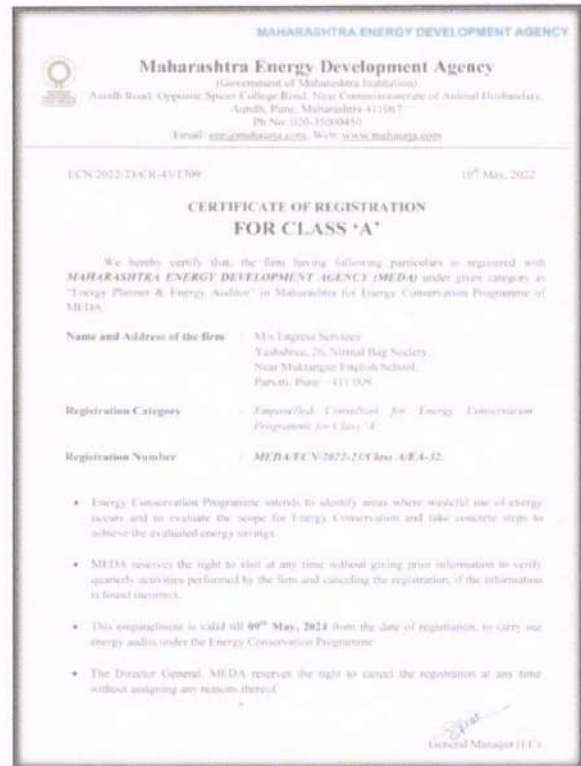 MAHARASHTRA ENERGY DEVELOPMENT AGENCY
Maharashtra Energy Development Agency
(Government of Maharashtra Institution)
Aundh Road, Opposite Spicer College Road, Near Commissionerate of Animal Husbandary,
Aundh, Pune, Maharashtra 411067
Ph No: 020-35000450
Email: eee@mahaurja.com, Web: www.mahaurja.com
ECN/2022-23/CR-43/1709
10th May, 2022
CERTIFICATE OF REGISTRATION
FOR CLASS 'A'
We hereby certify that, the firm having following particulars is registered with
MAHARASHTRA ENERGY DEVELOPMENT AGENCY (MEDA) under given category as
"Energy Planner & Energy Auditor" in Maharashtra for Energy Conservation Programme of
MEDA.
Name and Address of the firm : M/s Engress Services
Yashshree, 26, Nirmal Bag Society,
Near Muktangan English School,
Parvati, Pune – 411 009.
Registration Category : Empanelled Consultant for Energy Conservation
Programme for Class 'A'
Registration Number : MEDA/ECN/2022-23/Class A/EA-32.
• Energy Conservation Programme intends to identify areas where wasteful use of energy
occurs and to evaluate the scope for Energy Conservation and take concrete steps to
achieve the evaluated energy savings.
• MEDA reserves the right to visit at any time without giving prior information to verify
quarterly activities performed by the firm and canceling the registration, if the information
is found incorrect.
• This empanelment is valid till 09th May, 2024 from the date of registration, to carry out
energy audits under the Energy Conservation Programme
• The Director General, MEDA reserves the right to cancel the registration at any time
without assigning any reasons thereof.
General Manager (EC)